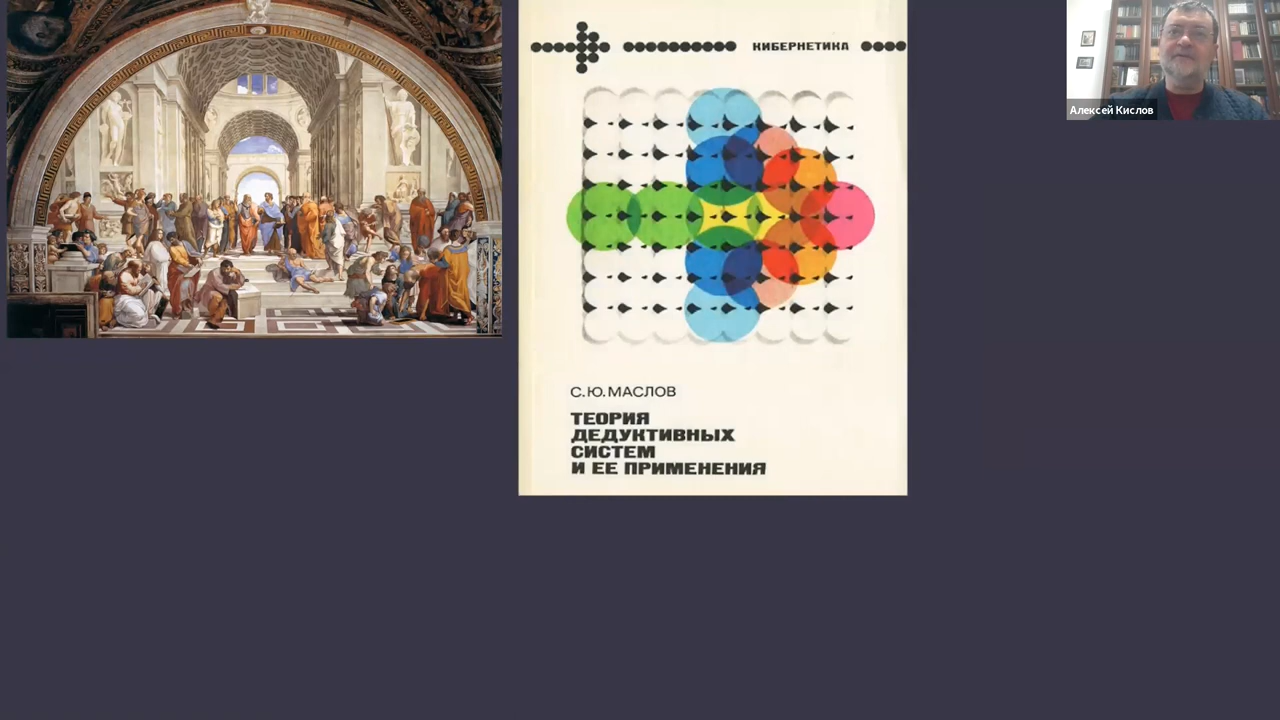 КИБЕРНЕТИКА
Алексей Кислов
С.Ю.МАСЛОВ
ТЕОРИЯ
ДЕДУКТИВНЫХ
СИСТЕМ
И ЕЕ ПРИМЕНЕНИЯ